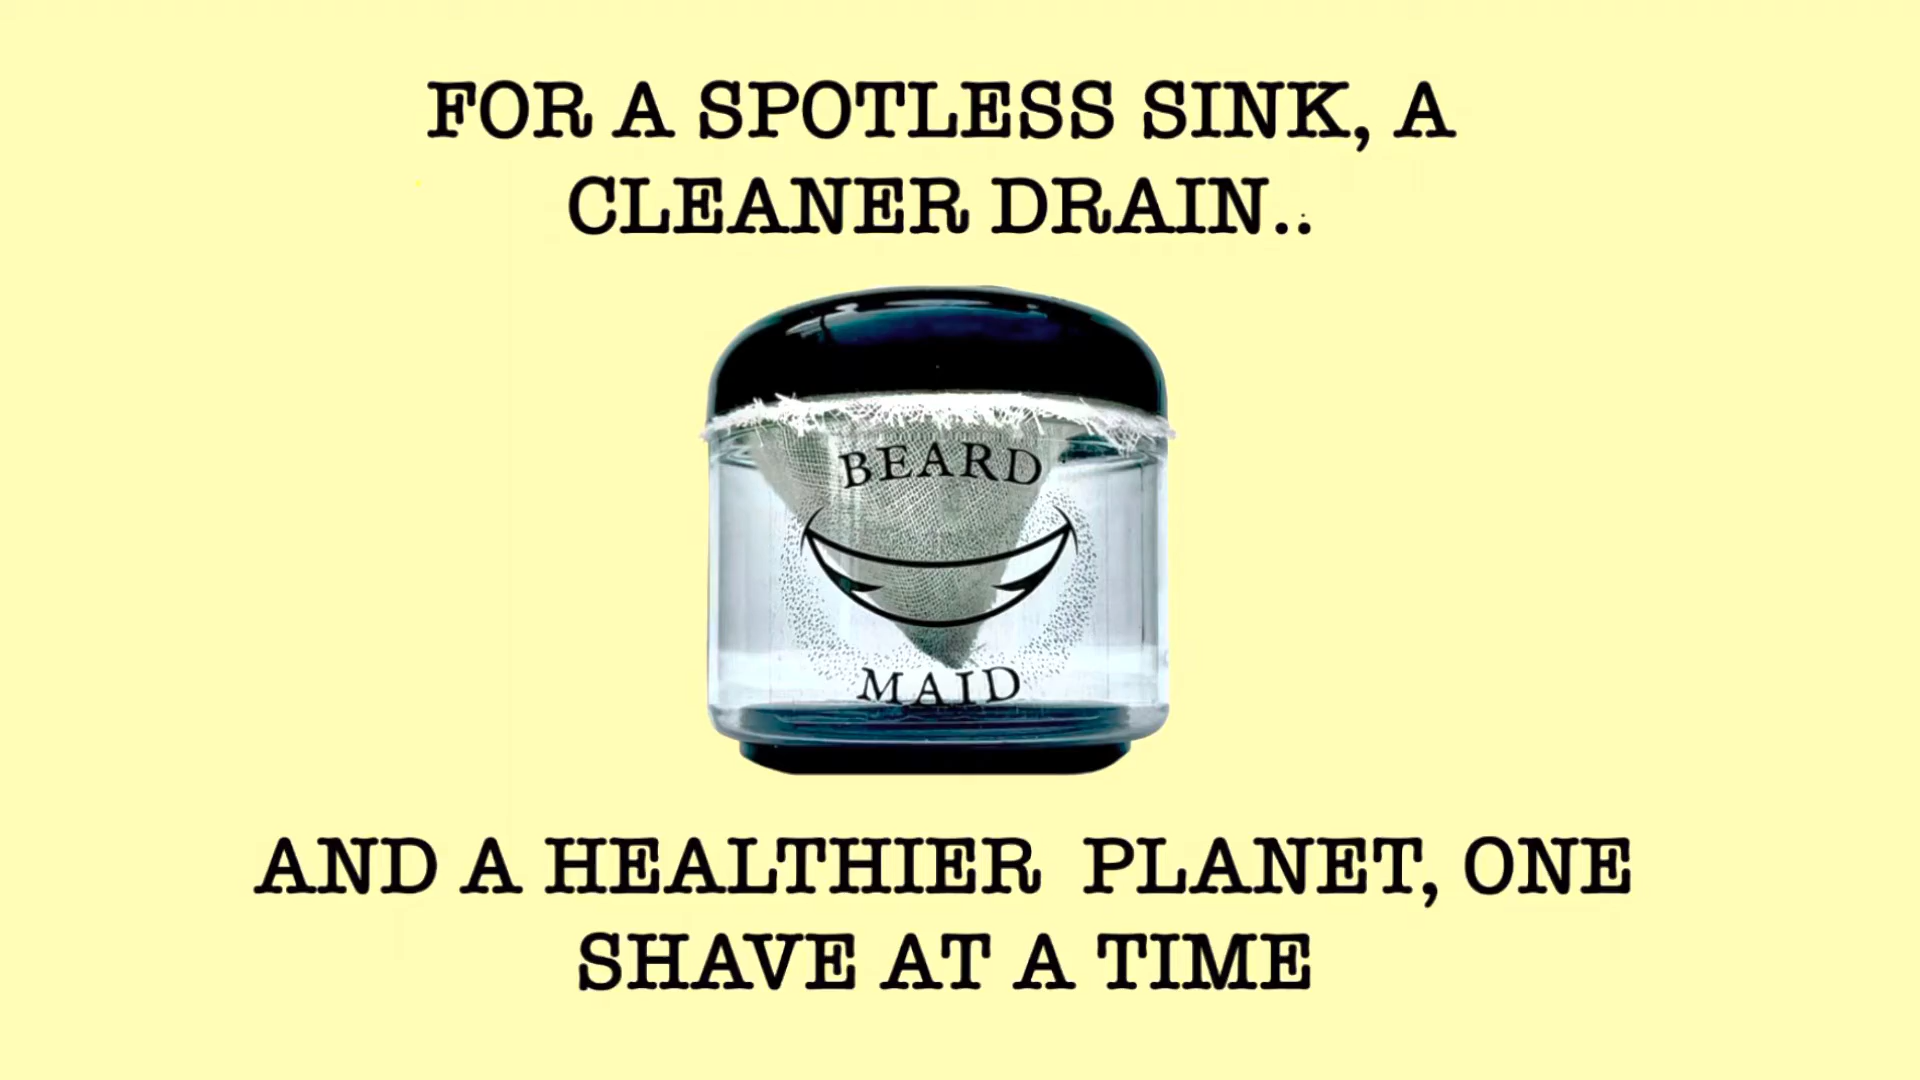 FOR A SPOTLESS SINK, A
CLEANER DRAIN..
BEARD
MAID
AND A HEALTHIER PLANET, ONE
SHAVE AT A TIME